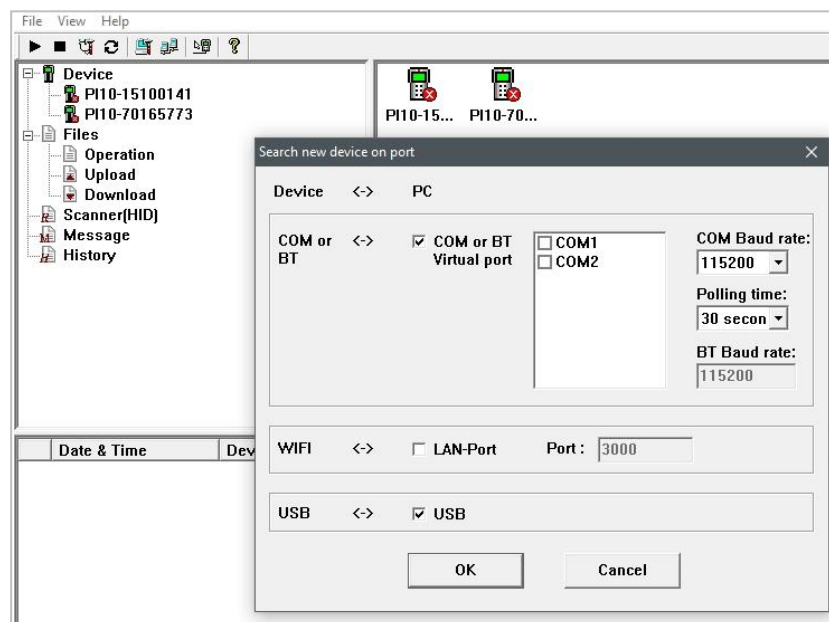 File View Help
Device
PI10-15100141
PI10-70165773
Files
Operation
Upload
Download
Scanner(HID)
Message
History
PI10-15... PI10-70...
Date & Time Dev
Search new device on port
Device <-> PC
COM or BT <-> COM or BT Virtual port
COM1
COM2
COM Baud rate:
115200
Polling time:
30 secon
BT Baud rate:
115200
WIFI <-> LAN-Port Port : 3000
USB <-> USB
OK Cancel